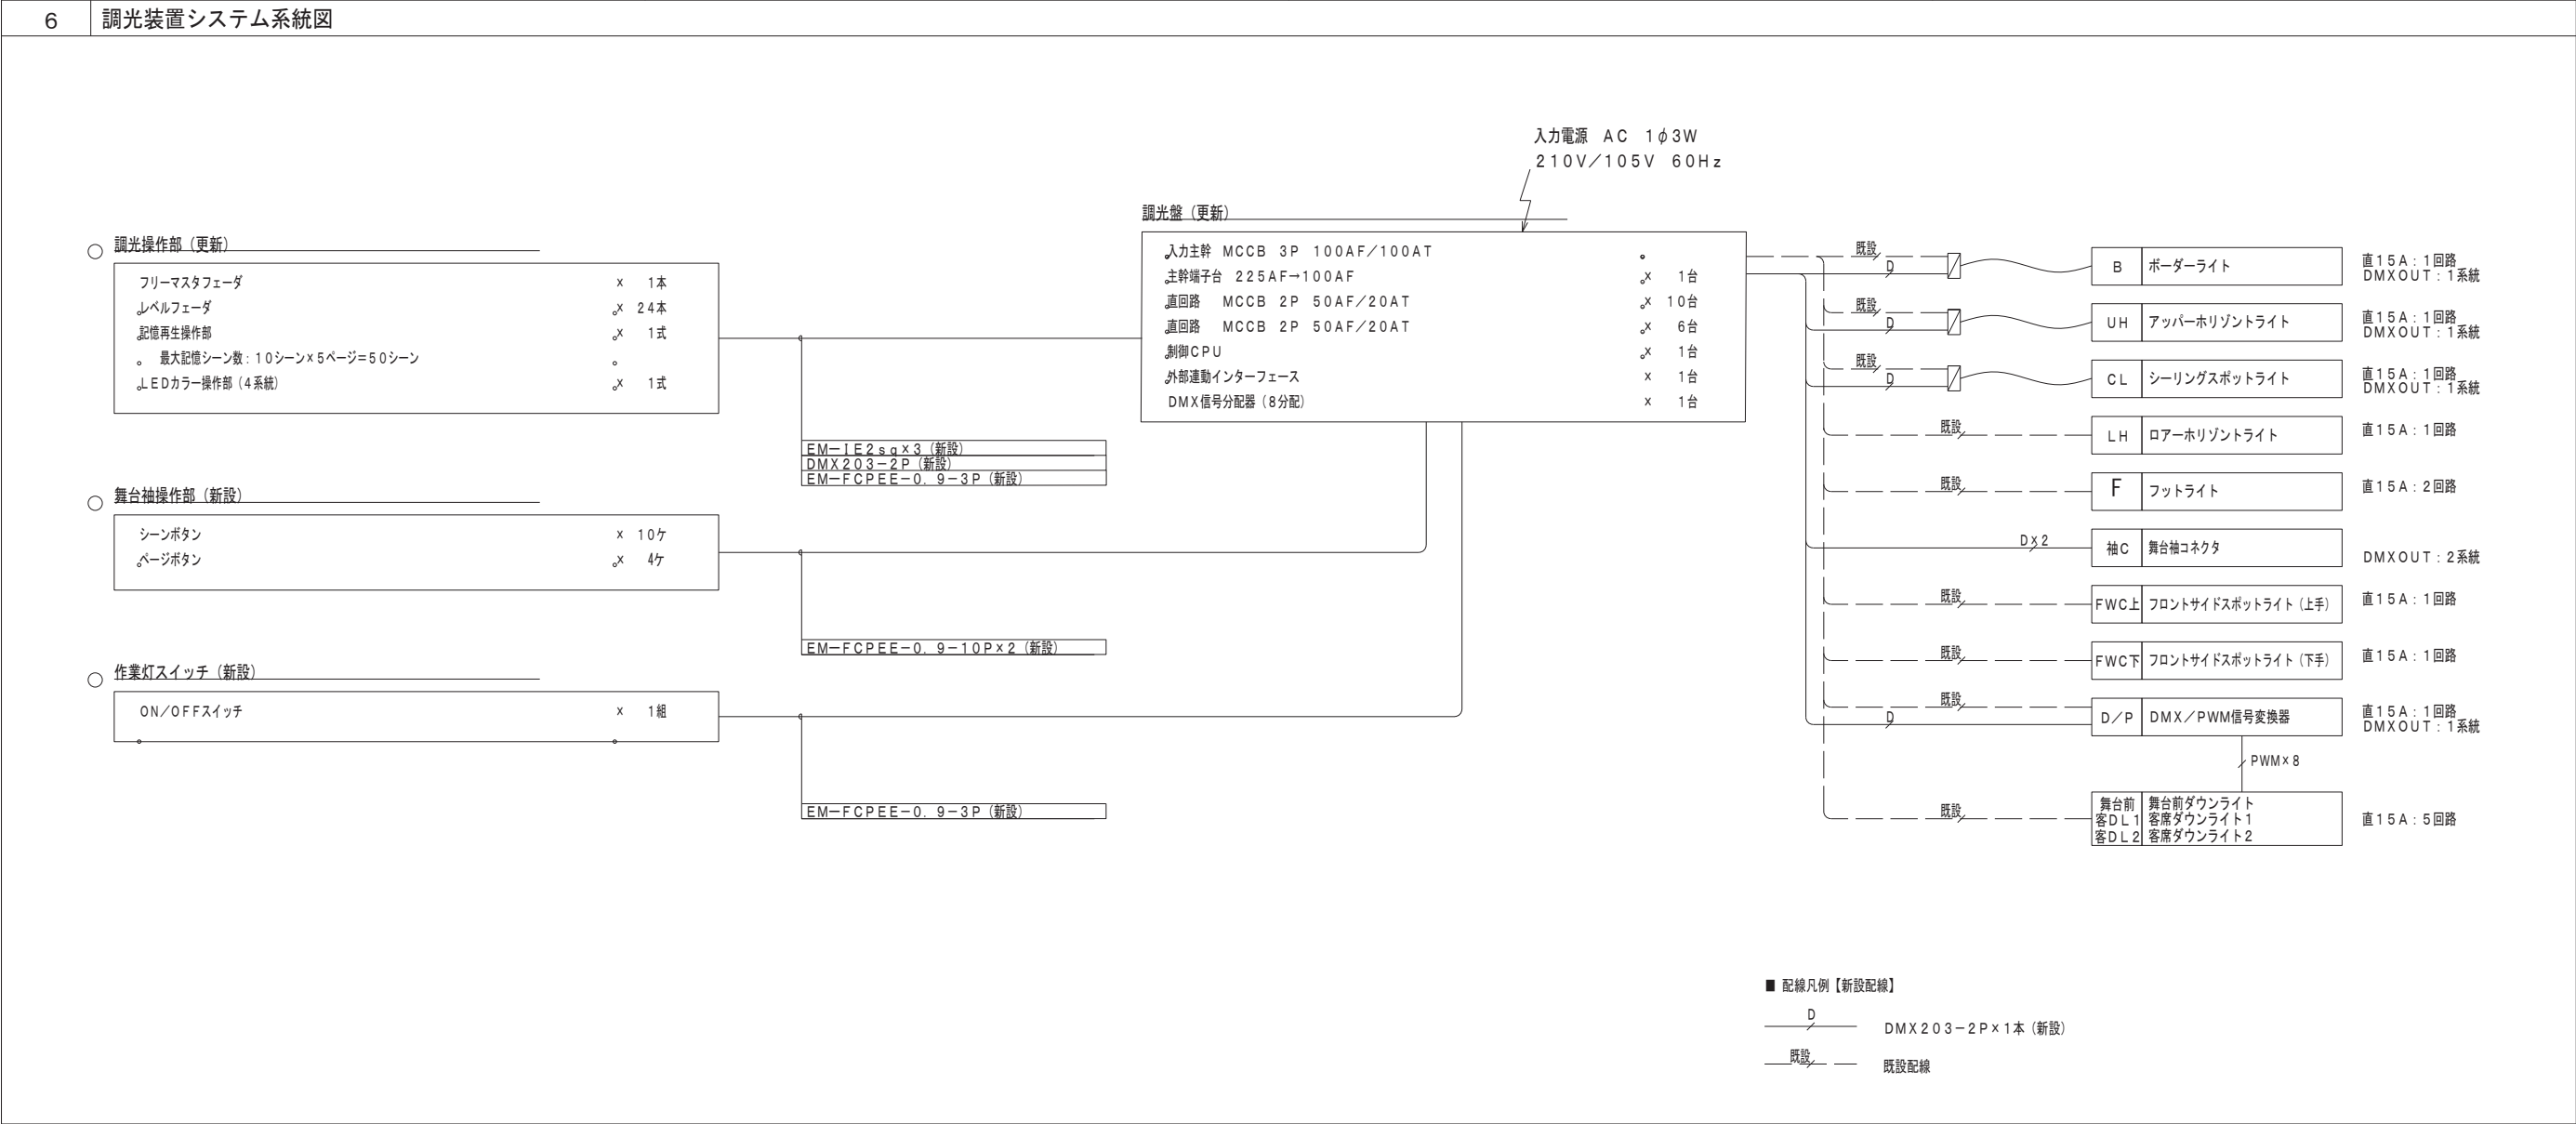 6 調光装置システム系統図
入力電源 AC 1φ3W
210V/105V 60Hz
調光操作部(更新)
フリーマスタフェーダ × 1本
レベルフェーダ × 24本
記憶再生操作部 × 1式
最大記憶シーン数:10シーン×5ページ=50シーン
LEDカラー操作部(4系統) × 1式
EM-IE2sq×3(新設)
DMX203-2P(新設)
EM-FCPEE-0.9-3P(新設)
舞台袖操作部(新設)
シーンボタン × 10ケ
ページボタン × 4ケ
EM-FCPEE-0.9-10P×2(新設)
作業灯スイッチ(新設)
ON/OFFスイッチ × 1組
EM-FCPEE-0.9-3P(新設)
調光盤(更新)
入力主幹 MCCB 3P 100AF/100AT
主幹端子台 225AF→100AF × 1台
直回路 MCCB 2P 50AF/20AT × 10台
直回路 MCCB 2P 50AF/20AT × 6台
制御CPU × 1台
外部連動インターフェース × 1台
DMX信号分配器(8分配) × 1台
既設
D
B ボーダーライト
直15A:1回路
DMXOUT:1系統
既設
D
UH アッパーホリゾントライト
直15A:1回路
DMXOUT:1系統
既設
D
CL シーリングスポットライト
直15A:1回路
DMXOUT:1系統
既設
LH ロアーホリゾントライト
直15A:1回路
既設
F フットライト
直15A:2回路
D×2
袖C 舞台袖コネクタ
DMXOUT:2系統
既設
FWC上 フロントサイドスポットライト(上手)
直15A:1回路
既設
FWC下 フロントサイドスポットライト(下手)
直15A:1回路
既設
D
D/P DMX/PWM信号変換器
直15A:1回路
DMXOUT:1系統
PWM×8
既設
舞台前 舞台前ダウンライト
客DL1 客席ダウンライト1
客DL2 客席ダウンライト2
直15A:5回路
■ 配線凡例【新設配線】
D
DMX203-2P×1本(新設)
既設
既設配線